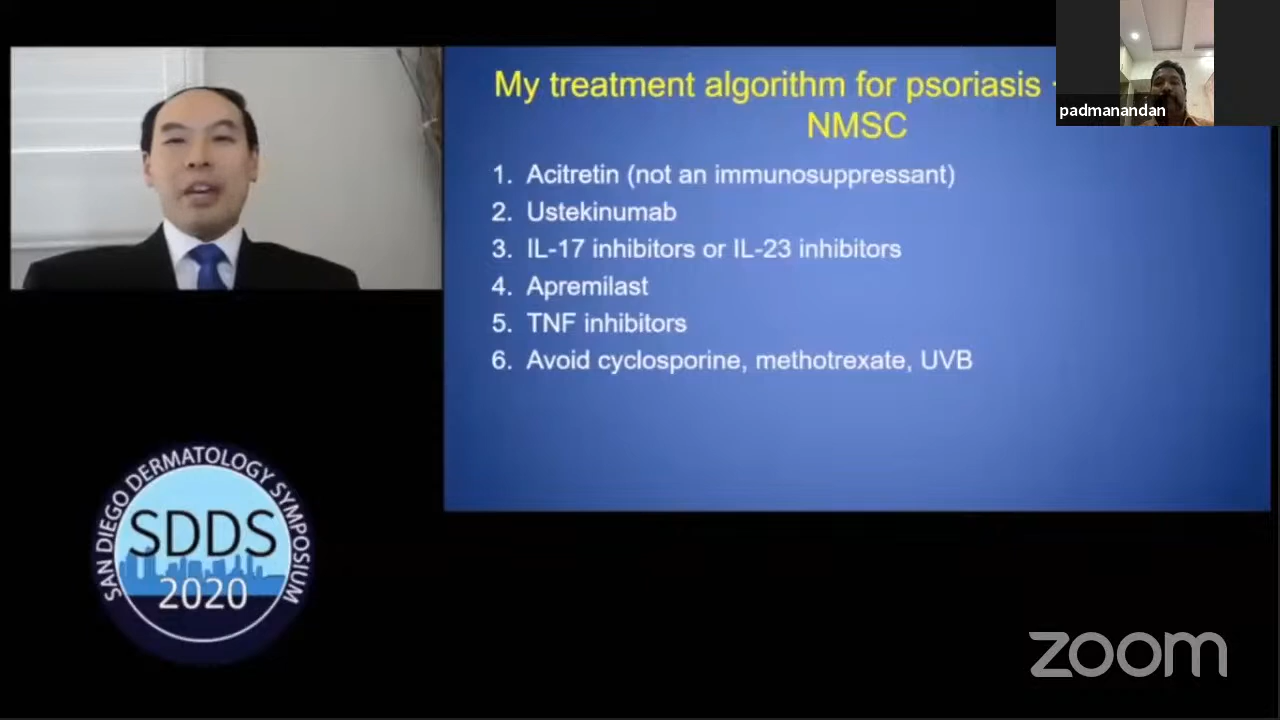 My treatment algorithm for psoriasis
NMSC
padmanandan
1. Acitretin (not an immunosuppressant)
2. Ustekinumab
3. IL-17 inhibitors or IL-23 inhibitors
4. Apremilast
5. TNF inhibitors
6. Avoid cyclosporine, methotrexate, UVB
SAN DIEGO DERMATOLOGY SYMPOSIUM
SDDS
2020
zoom